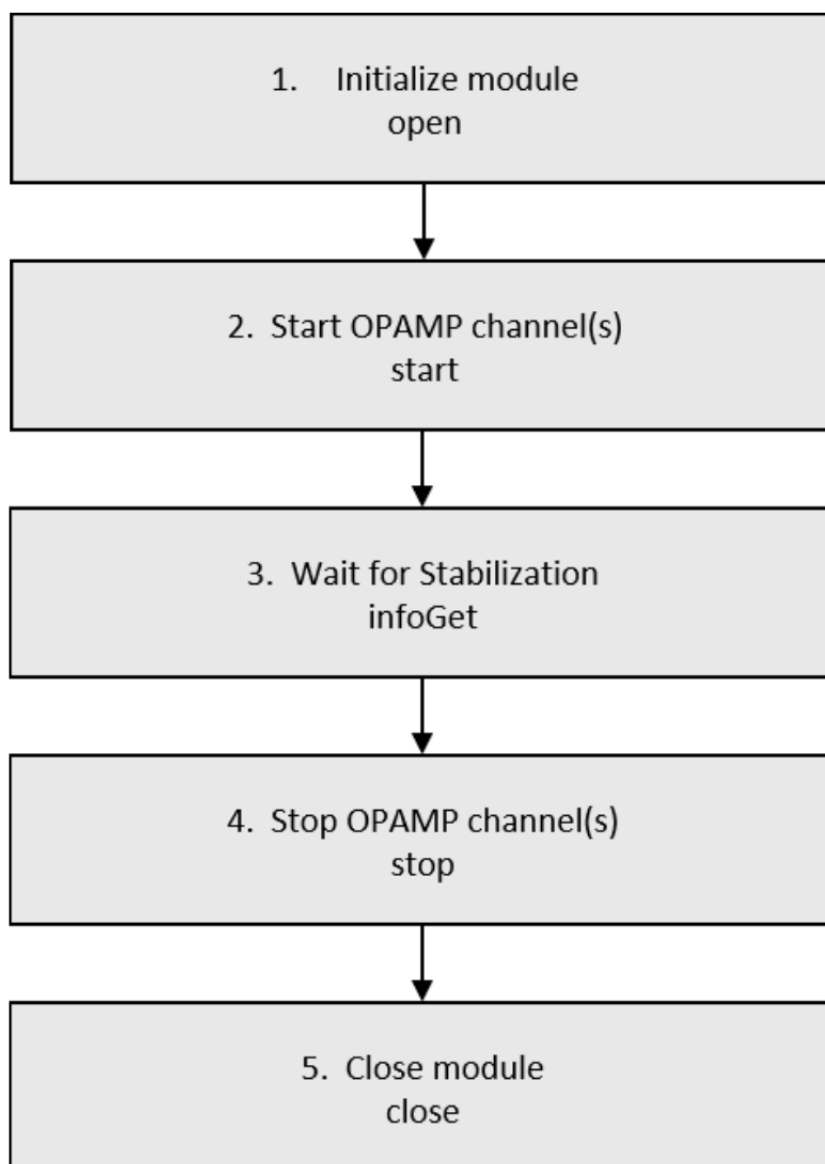 1. Initialize module
open
2. Start OPAMP channel(s)
start
3. Wait for Stabilization
infoGet
4. Stop OPAMP channel(s)
stop
5. Close module
close